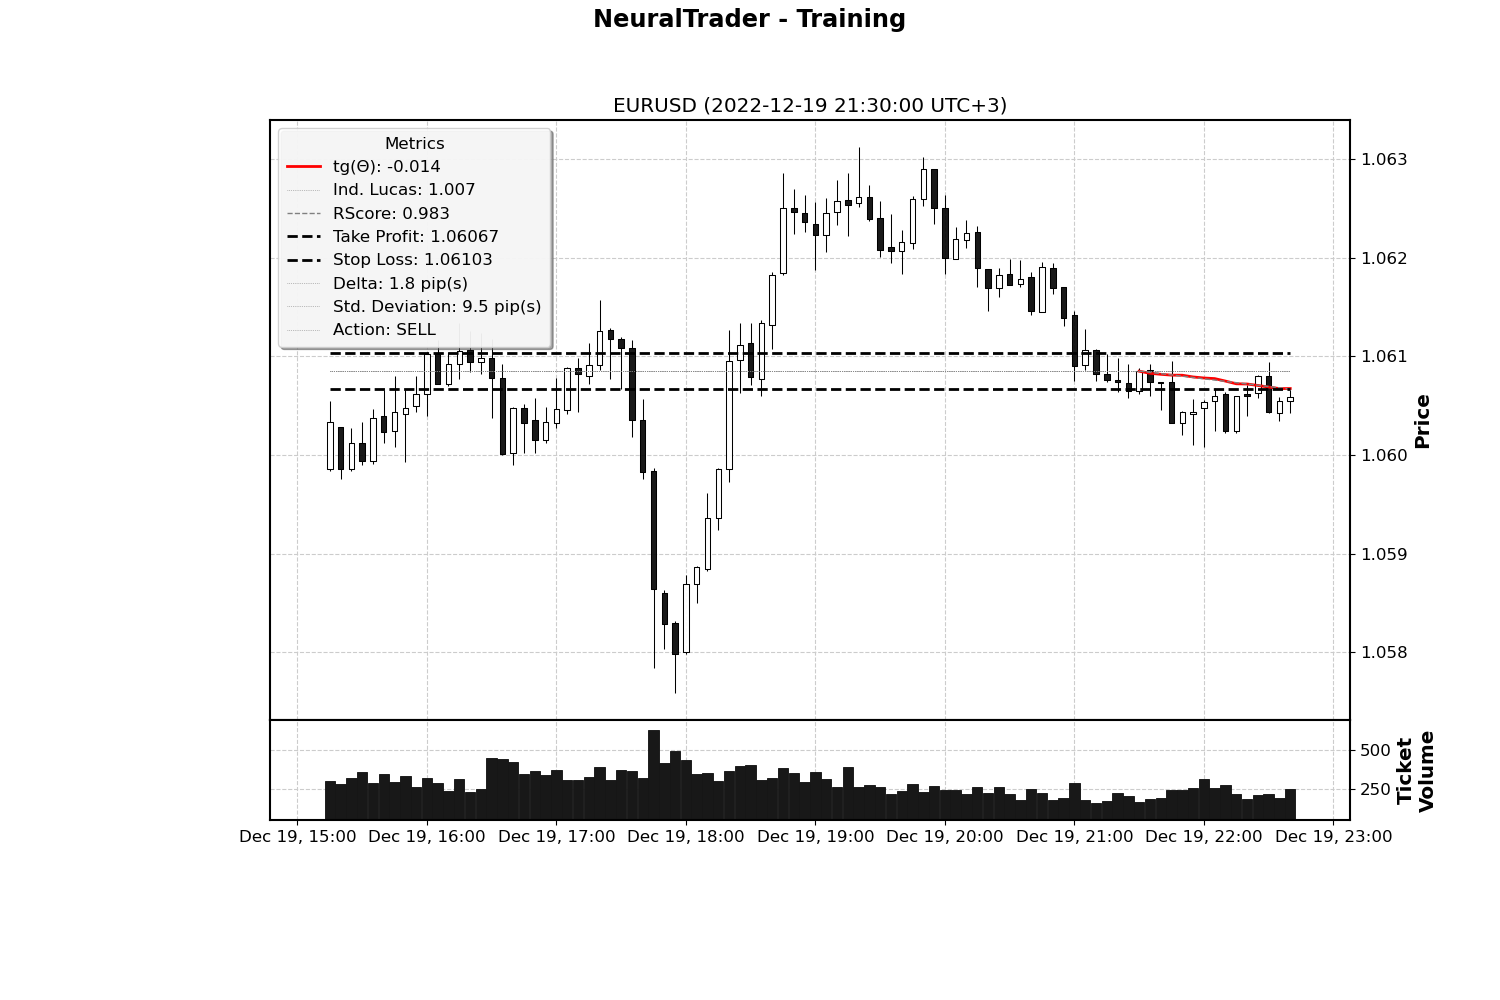 NeuralTrader - Training
EURUSD (2022-12-19 21:30:00 UTC+3)
Metrics
tg(Θ): -0.014
Ind. Lucas: 1.007
RScore: 0.983
Take Profit: 1.06067
Stop Loss: 1.06103
Delta: 1.8 pip(s)
Std. Deviation: 9.5 pip(s)
Action: SELL
1.063
1.062
1.061
1.060
1.059
1.058
Price
500
250
Ticket
Volume
Dec 19, 15:00 Dec 19, 16:00 Dec 19, 17:00 Dec 19, 18:00 Dec 19, 19:00 Dec 19, 20:00 Dec 19, 21:00 Dec 19, 22:00 Dec 19, 23:00